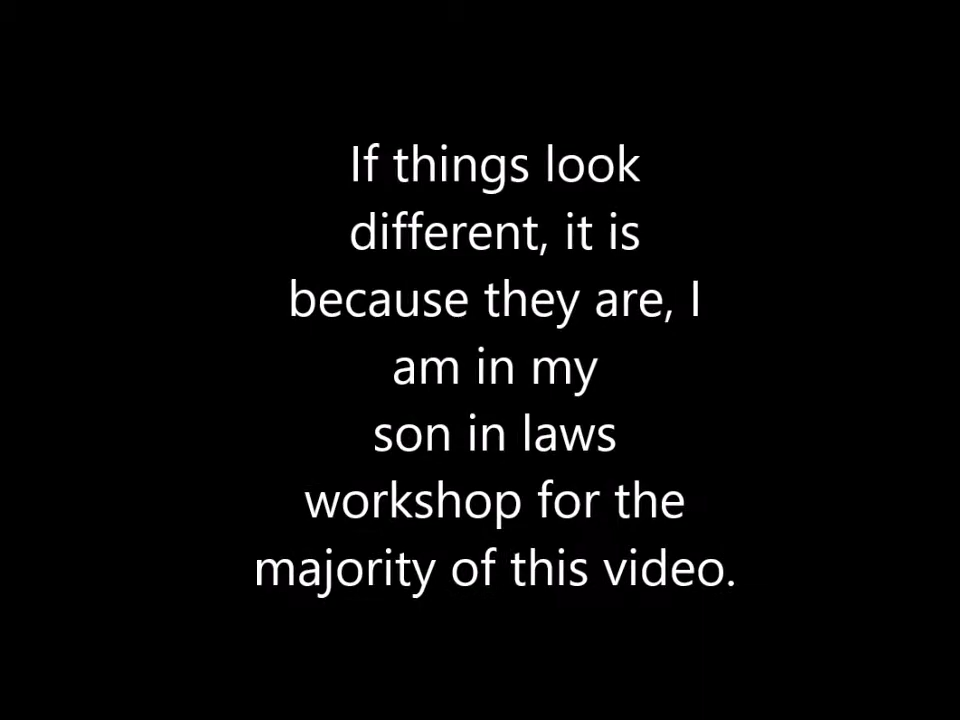 If things look
different, it is
because they are, I
am in my
son in laws
workshop for the
majority of this video.